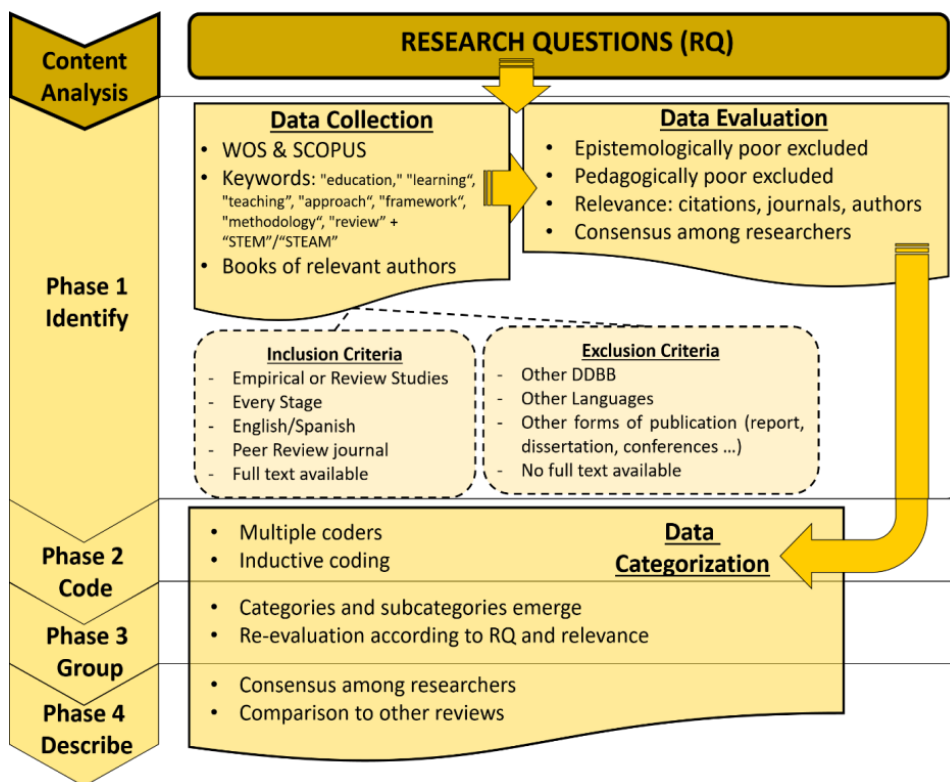 Content
Analysis
RESEARCH QUESTIONS (RQ)
Phase 1
Identify
Data Collection
• WOS & SCOPUS
• Keywords: "education," "learning“,
"teaching”, "approach“, "framework“,
"methodology“, "review” +
“STEM”/“STEAM”
• Books of relevant authors
Data Evaluation
• Epistemologically poor excluded
• Pedagogically poor excluded
• Relevance: citations, journals, authors
• Consensus among researchers
Inclusion Criteria
- Empirical or Review Studies
- Every Stage
- English/Spanish
- Peer Review journal
- Full text available
Exclusion Criteria
- Other DDBB
- Other Languages
- Other forms of publication (report,
dissertation, conferences ...)
- No full text available
Phase 2
Code
• Multiple coders
• Inductive coding
Data
Categorization
Phase 3
Group
• Categories and subcategories emerge
• Re-evaluation according to RQ and relevance
Phase 4
Describe
• Consensus among researchers
• Comparison to other reviews